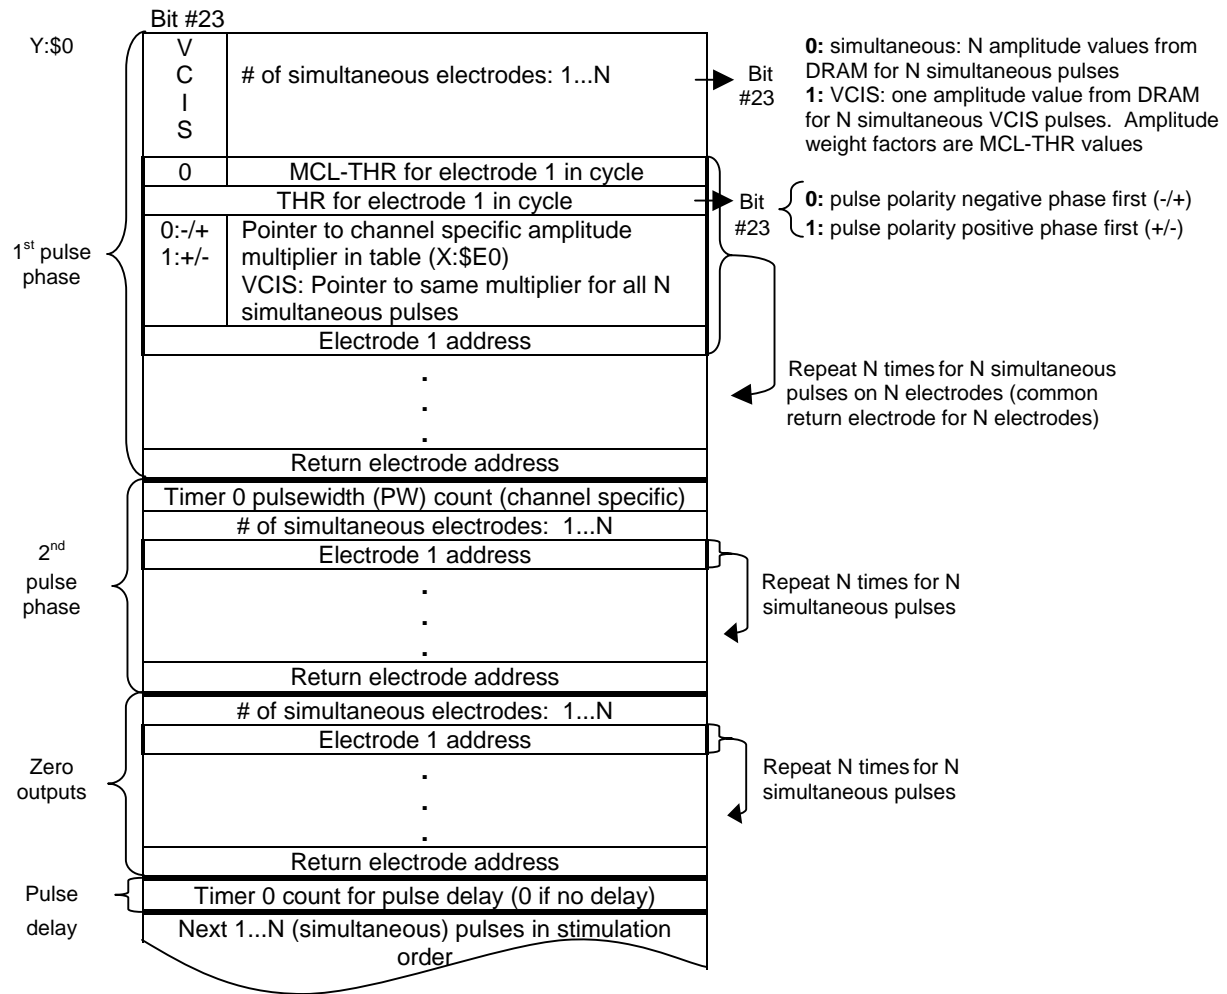 Bit #23
Y:$0
V
C
I
S
# of simultaneous electrodes: 1...N
Bit
#23
0: simultaneous: N amplitude values from
DRAM for N simultaneous pulses
1: VCIS: one amplitude value from DRAM
for N simultaneous VCIS pulses. Amplitude
weight factors are MCL-THR values
0
MCL-THR for electrode 1 in cycle
THR for electrode 1 in cycle
Bit
#23
0: pulse polarity negative phase first (-/+)
1: pulse polarity positive phase first (+/-)
1st pulse
phase
0:-/+
1:+/-
Pointer to channel specific amplitude
multiplier in table (X:$E0)
VCIS: Pointer to same multiplier for all N
simultaneous pulses
Electrode 1 address
.
.
.
Repeat N times for N simultaneous
pulses on N electrodes (common
return electrode for N electrodes)
Return electrode address
2nd
pulse
phase
Timer 0 pulsewidth (PW) count (channel specific)
# of simultaneous electrodes: 1...N
Electrode 1 address
.
.
.
Repeat N times for N
simultaneous pulses
Return electrode address
Zero
outputs
# of simultaneous electrodes: 1...N
Electrode 1 address
.
.
.
Repeat N times for N
simultaneous pulses
Return electrode address
Pulse
delay
Timer 0 count for pulse delay (0 if no delay)
Next 1...N (simultaneous) pulses in stimulation
order